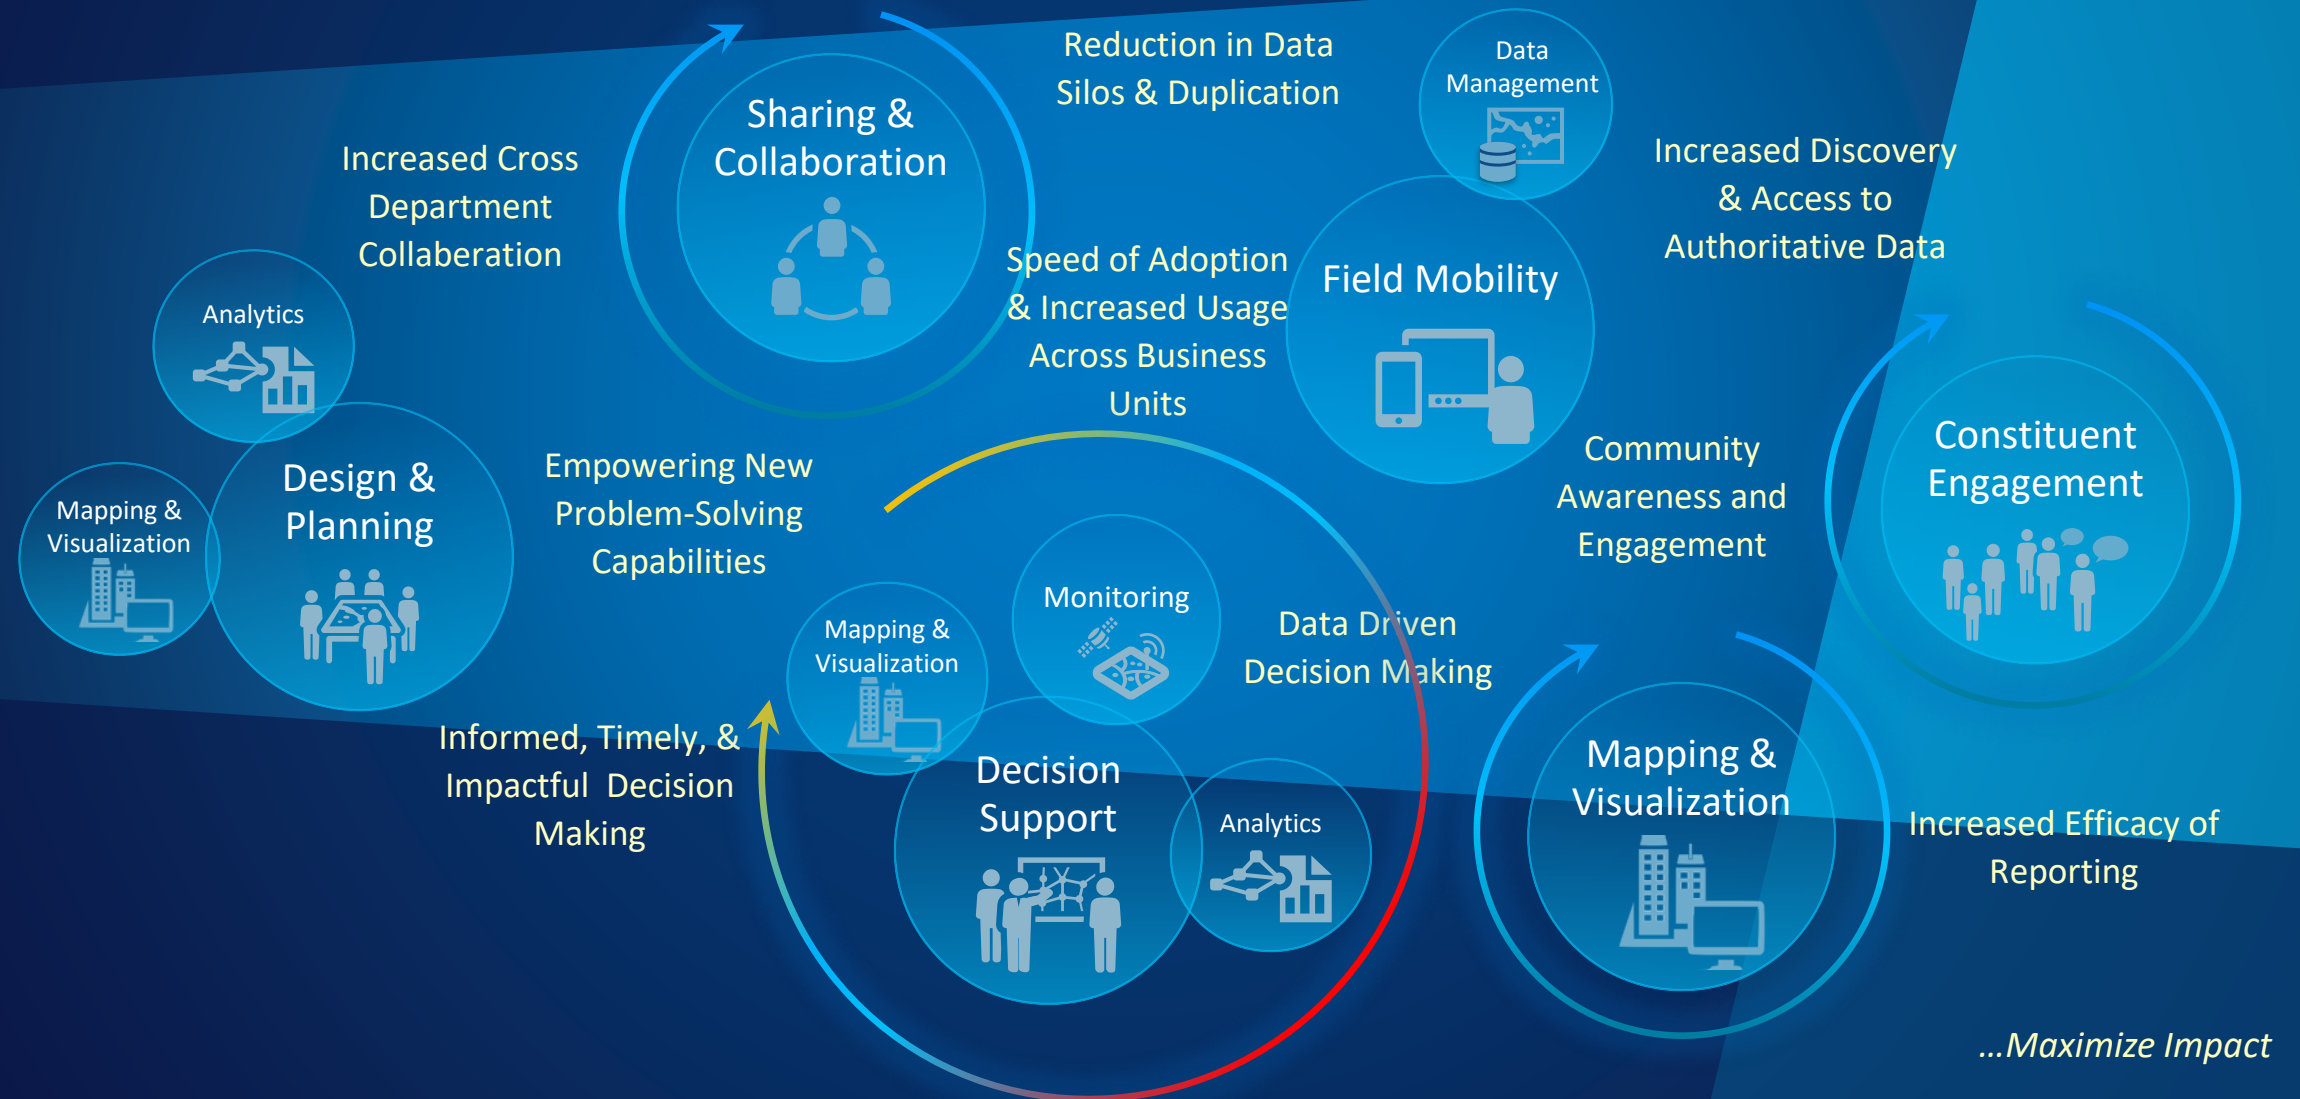 Reduction in Data
Silos & Duplication
Data
Management
Sharing &
Collaboration
Increased Cross
Department
Collaberation
Increased Discovery
& Access to
Authoritative Data
Speed of Adoption
& Increased Usage
Across Business
Units
Field Mobility
Analytics
Design &
Planning
Mapping &
Visualization
Empowering New
Problem-Solving
Capabilities
Community
Awareness and
Engagement
Constituent
Engagement
Monitoring
Mapping &
Visualization
Data Driven
Decision Making
Informed, Timely, &
Impactful  Decision
Making
Decision
Support
Analytics
Mapping &
Visualization
Increased Efficacy of
Reporting
...Maximize Impact